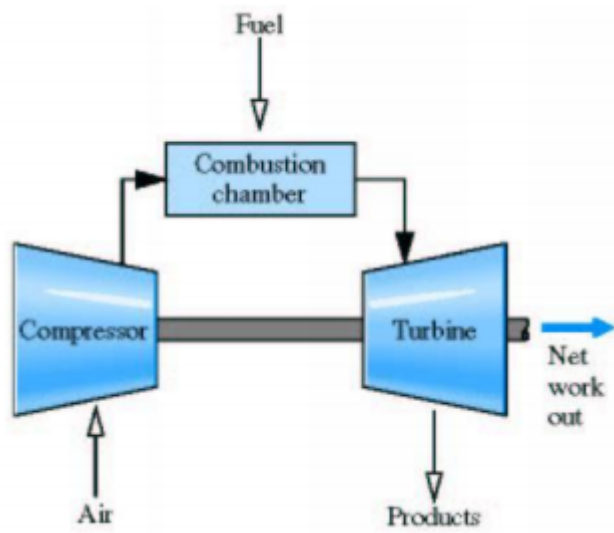 Fuel
Combustion
chamber
Compressor
Turbine
Net
work
out
Air
Products